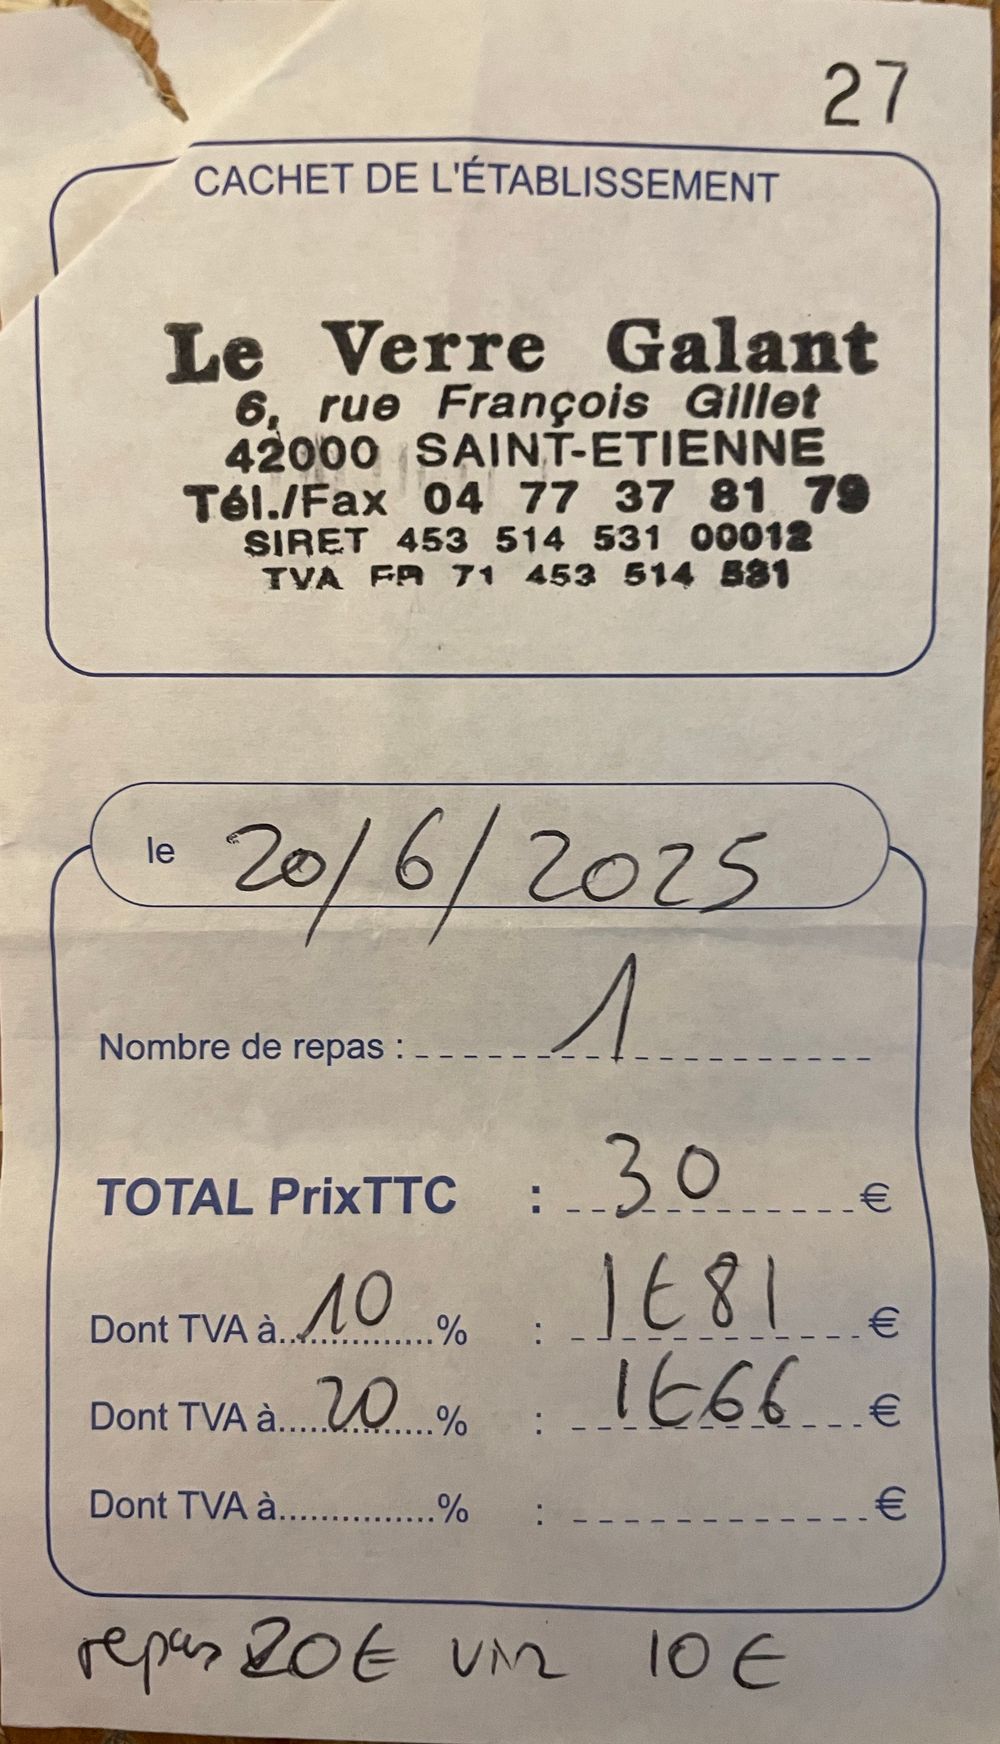 27
CACHET DE L'ÉTABLISSEMENT
Le Verre Galant
6, rue François Gillet
42000 SAINT-ETIENNE
Tél./Fax 04 77 37 81 79
SIRET 453 514 531 00012
TVA FR 71 453 514 531
le 20/6/2025
Nombre de repas : 1
TOTAL PrixTTC : 30 €
Dont TVA à 10 % : 1€81 €
Dont TVA à 20 % : 1€66 €
Dont TVA à...............% : €
repas 20€ vin 10€